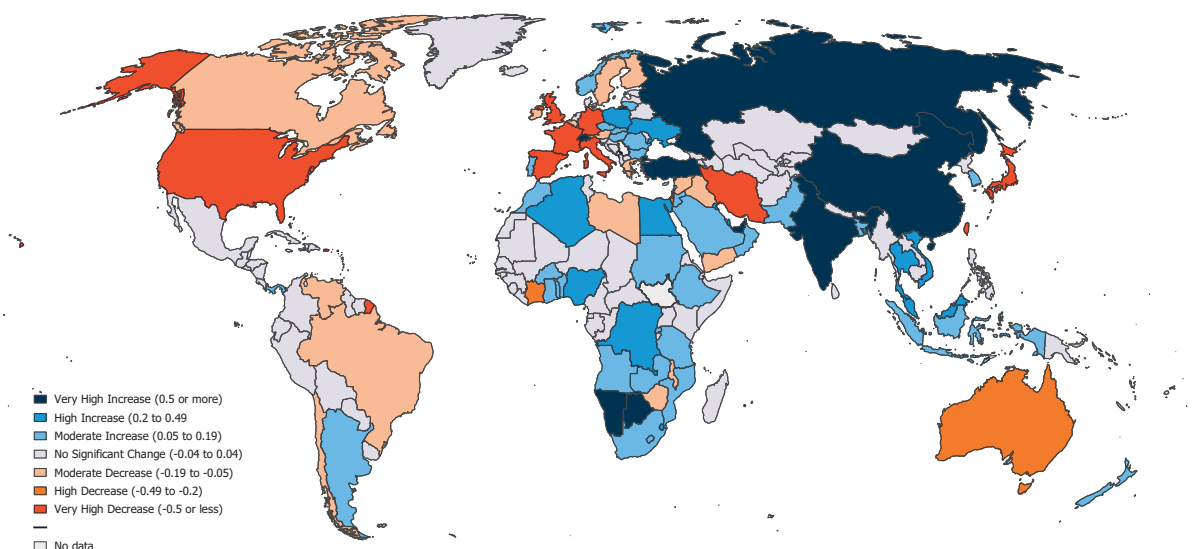 Very High Increase (0.5 or more)
High Increase (0.2 to 0.49
Moderate Increase (0.05 to 0.19)
No Significant Change (-0.04 to 0.04)
Moderate Decrease (-0.19 to -0.05)
High Decrease (-0.49 to -0.2)
Very High Decrease (-0.5 or less)
No data